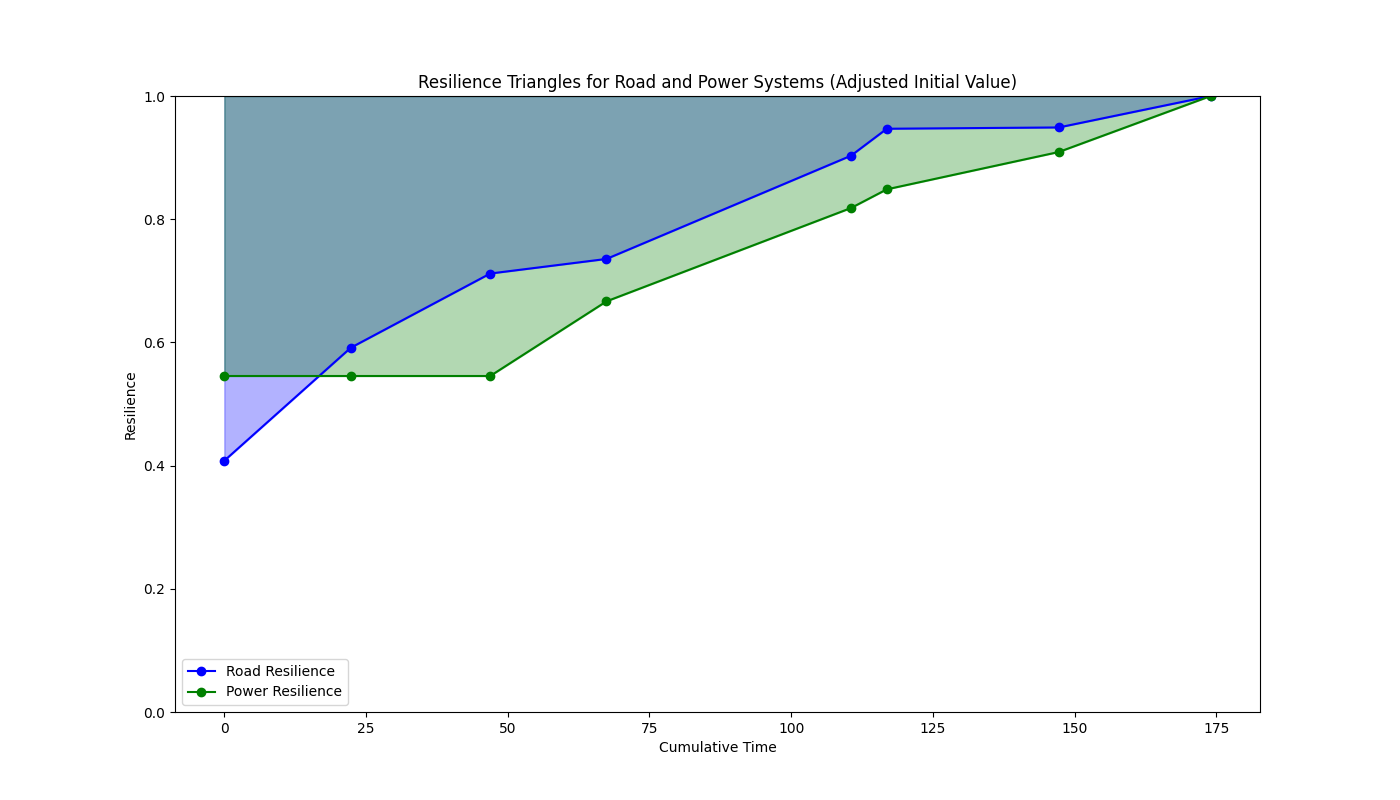 Resilience Triangles for Road and Power Systems (Adjusted Initial Value)
1.0
0.8
0.6
0.4
0.2
0.0
Resilience
Road Resilience
Power Resilience
0 25 50 75 100 125 150 175
Cumulative Time